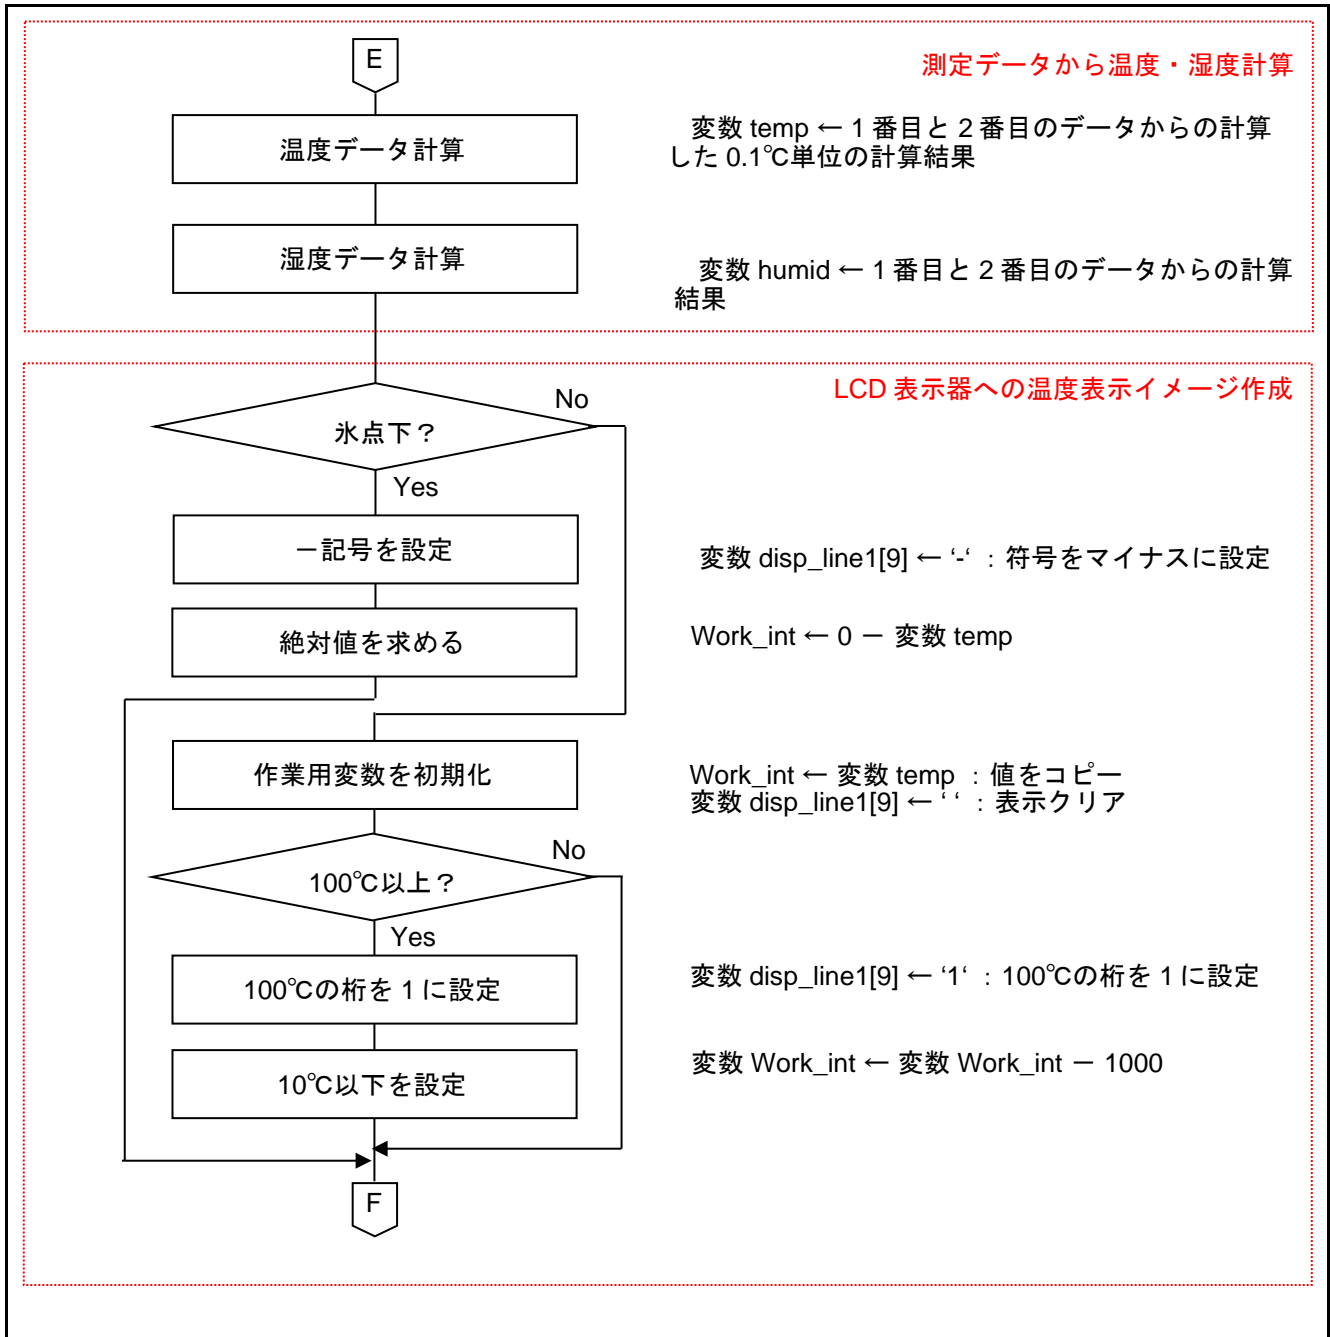 E
測定データから温度・湿度計算
温度データ計算
変数 temp ← 1 番目と 2 番目のデータからの計算
した 0.1℃単位の計算結果
湿度データ計算
変数 humid ← 1 番目と 2 番目のデータからの計算
結果
LCD 表示器への温度表示イメージ作成
氷点下？
No
Yes
－記号を設定
変数 disp_line1[9] ← ‘-‘ ：符号をマイナスに設定
絶対値を求める
Work_int ← 0 － 変数 temp
作業用変数を初期化
Work_int ← 変数 temp ：値をコピー
変数 disp_line1[9] ← ‘ ‘ ：表示クリア
100℃以上？
No
Yes
100℃の桁を 1 に設定
変数 disp_line1[9] ← ‘1‘ ：100℃の桁を 1 に設定
10℃以下を設定
変数 Work_int ← 変数 Work_int － 1000
F